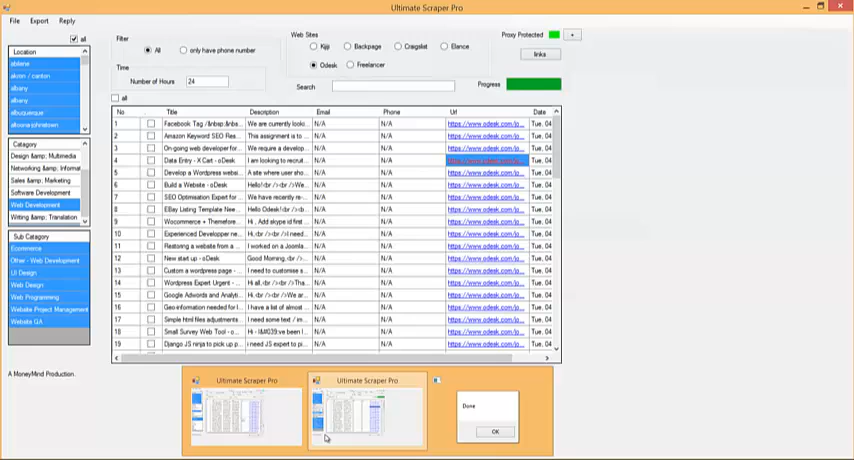 Ultimate Scraper Pro
File Export Reply
all
Location
abilene
akron / canton
albany
albany
albuquerque
altoona-johnstown
Category
Design &amp; Multimedia
Networking &amp; Informat
Sales &amp; Marketing
Software Development
Web Development
Writing &amp; Translation
Sub Category
Ecommerce
Other - Web Development
UI Design
Web Design
Web Programming
Website Project Management
Website QA
A MoneyMind Production
Filter
All only have phone number
Time
Number of Hours 24
Web Sites
Kijiji Backpage Craigslist Elance
Odesk Freelancer
Search
Proxy Protected +
links
Progress
all
No Title Description Email Phone Url Date
1 Facebook Tag /&nbsp;&nb... We are currently looki... N/A N/A https://www.odesk.com/jo... Tue, 04
2 Amazon Keyword SEO Res... This assignment is to ... N/A N/A https://www.odesk.com/jo... Tue, 04
3 On-going web developer for... We require a develop... N/A N/A https://www.odesk.com/jo... Tue, 04
4 Data Entry - X Cart - oDesk I am looking to recruit... N/A N/A https://www.odesk.com/jo... Tue, 04
5 Develop a Wordpress websi... A site where user sho... N/A N/A https://www.odesk.com/jo... Tue, 04
6 Build a Website - oDesk Hello!<br /><br />We... N/A N/A https://www.odesk.com/jo... Tue, 04
7 SEO Optimisation Expert for ... We have recently re-... N/A N/A https://www.odesk.com/jo... Tue, 04
8 EBay Listing Template Nee... Hello Odesk!<br /><... N/A N/A https://www.odesk.com/jo... Tue, 04
9 Woocommerce + Themefore... Hi , Add skype id first ... N/A N/A https://www.odesk.com/jo... Tue, 04
10 Experienced Developper ne... Hi,<br /><br />I need... N/A N/A https://www.odesk.com/jo... Tue, 04
11 Restoring a website from a ... I worked on a Joomla... N/A N/A https://www.odesk.com/jo... Tue, 04
12 New start up - oDesk Good Morning,<br />... N/A N/A https://www.odesk.com/jo... Tue, 04
13 Custom a wordpress page - ... I need to customise s... N/A N/A https://www.odesk.com/jo... Tue, 04
14 Wordpress Expert Urgent - ... Hi all,<br /><br />Tha... N/A N/A https://www.odesk.com/jo... Tue, 04
15 Google Adwords and Analyti... Hi,<br /><br />We ar... N/A N/A https://www.odesk.com/jo... Tue, 04
16 Geo-information needed for l... I have a list of almost ... N/A N/A https://www.odesk.com/jo... Tue, 04
17 Simple html files adjustments... I need some text / im... N/A N/A https://www.odesk.com/jo... Tue, 04
18 Small Survey Web Tool - o... Hi - I&#039;ve been l... N/A N/A https://www.odesk.com/jo... Tue, 04
19 Django JS ninja to pick up p... i need JS expert to pi... N/A N/A https://www.odesk.com/jo... Tue, 04
Ultimate Scraper Pro Ultimate Scraper Pro
Done
OK